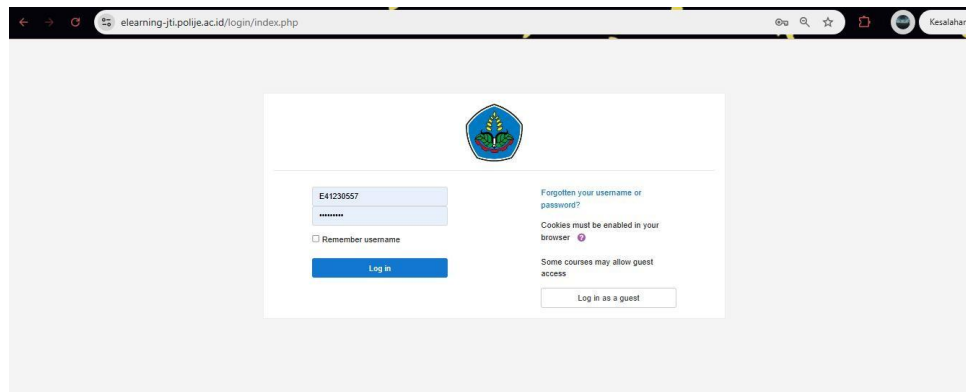 elearning-jti.polije.ac.id/login/index.php
Kesalahan
E41230557
•••••••••
Remember username
Log in
Forgotten your username or
password?
Cookies must be enabled in your
browser
Some courses may allow guest
access
Log in as a guest